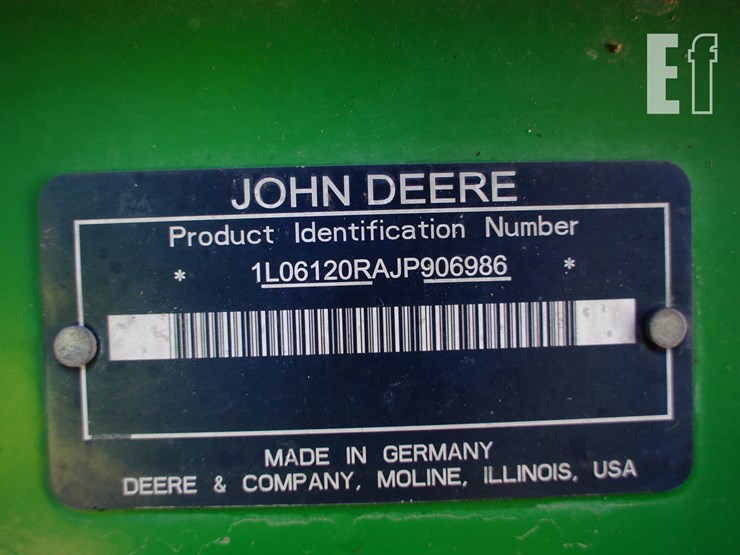 Ef
JOHN DEERE
Product Identification Number
* 1L06120RAJP906986 *
MADE IN GERMANY
DEERE & COMPANY, MOLINE, ILLINOIS, USA